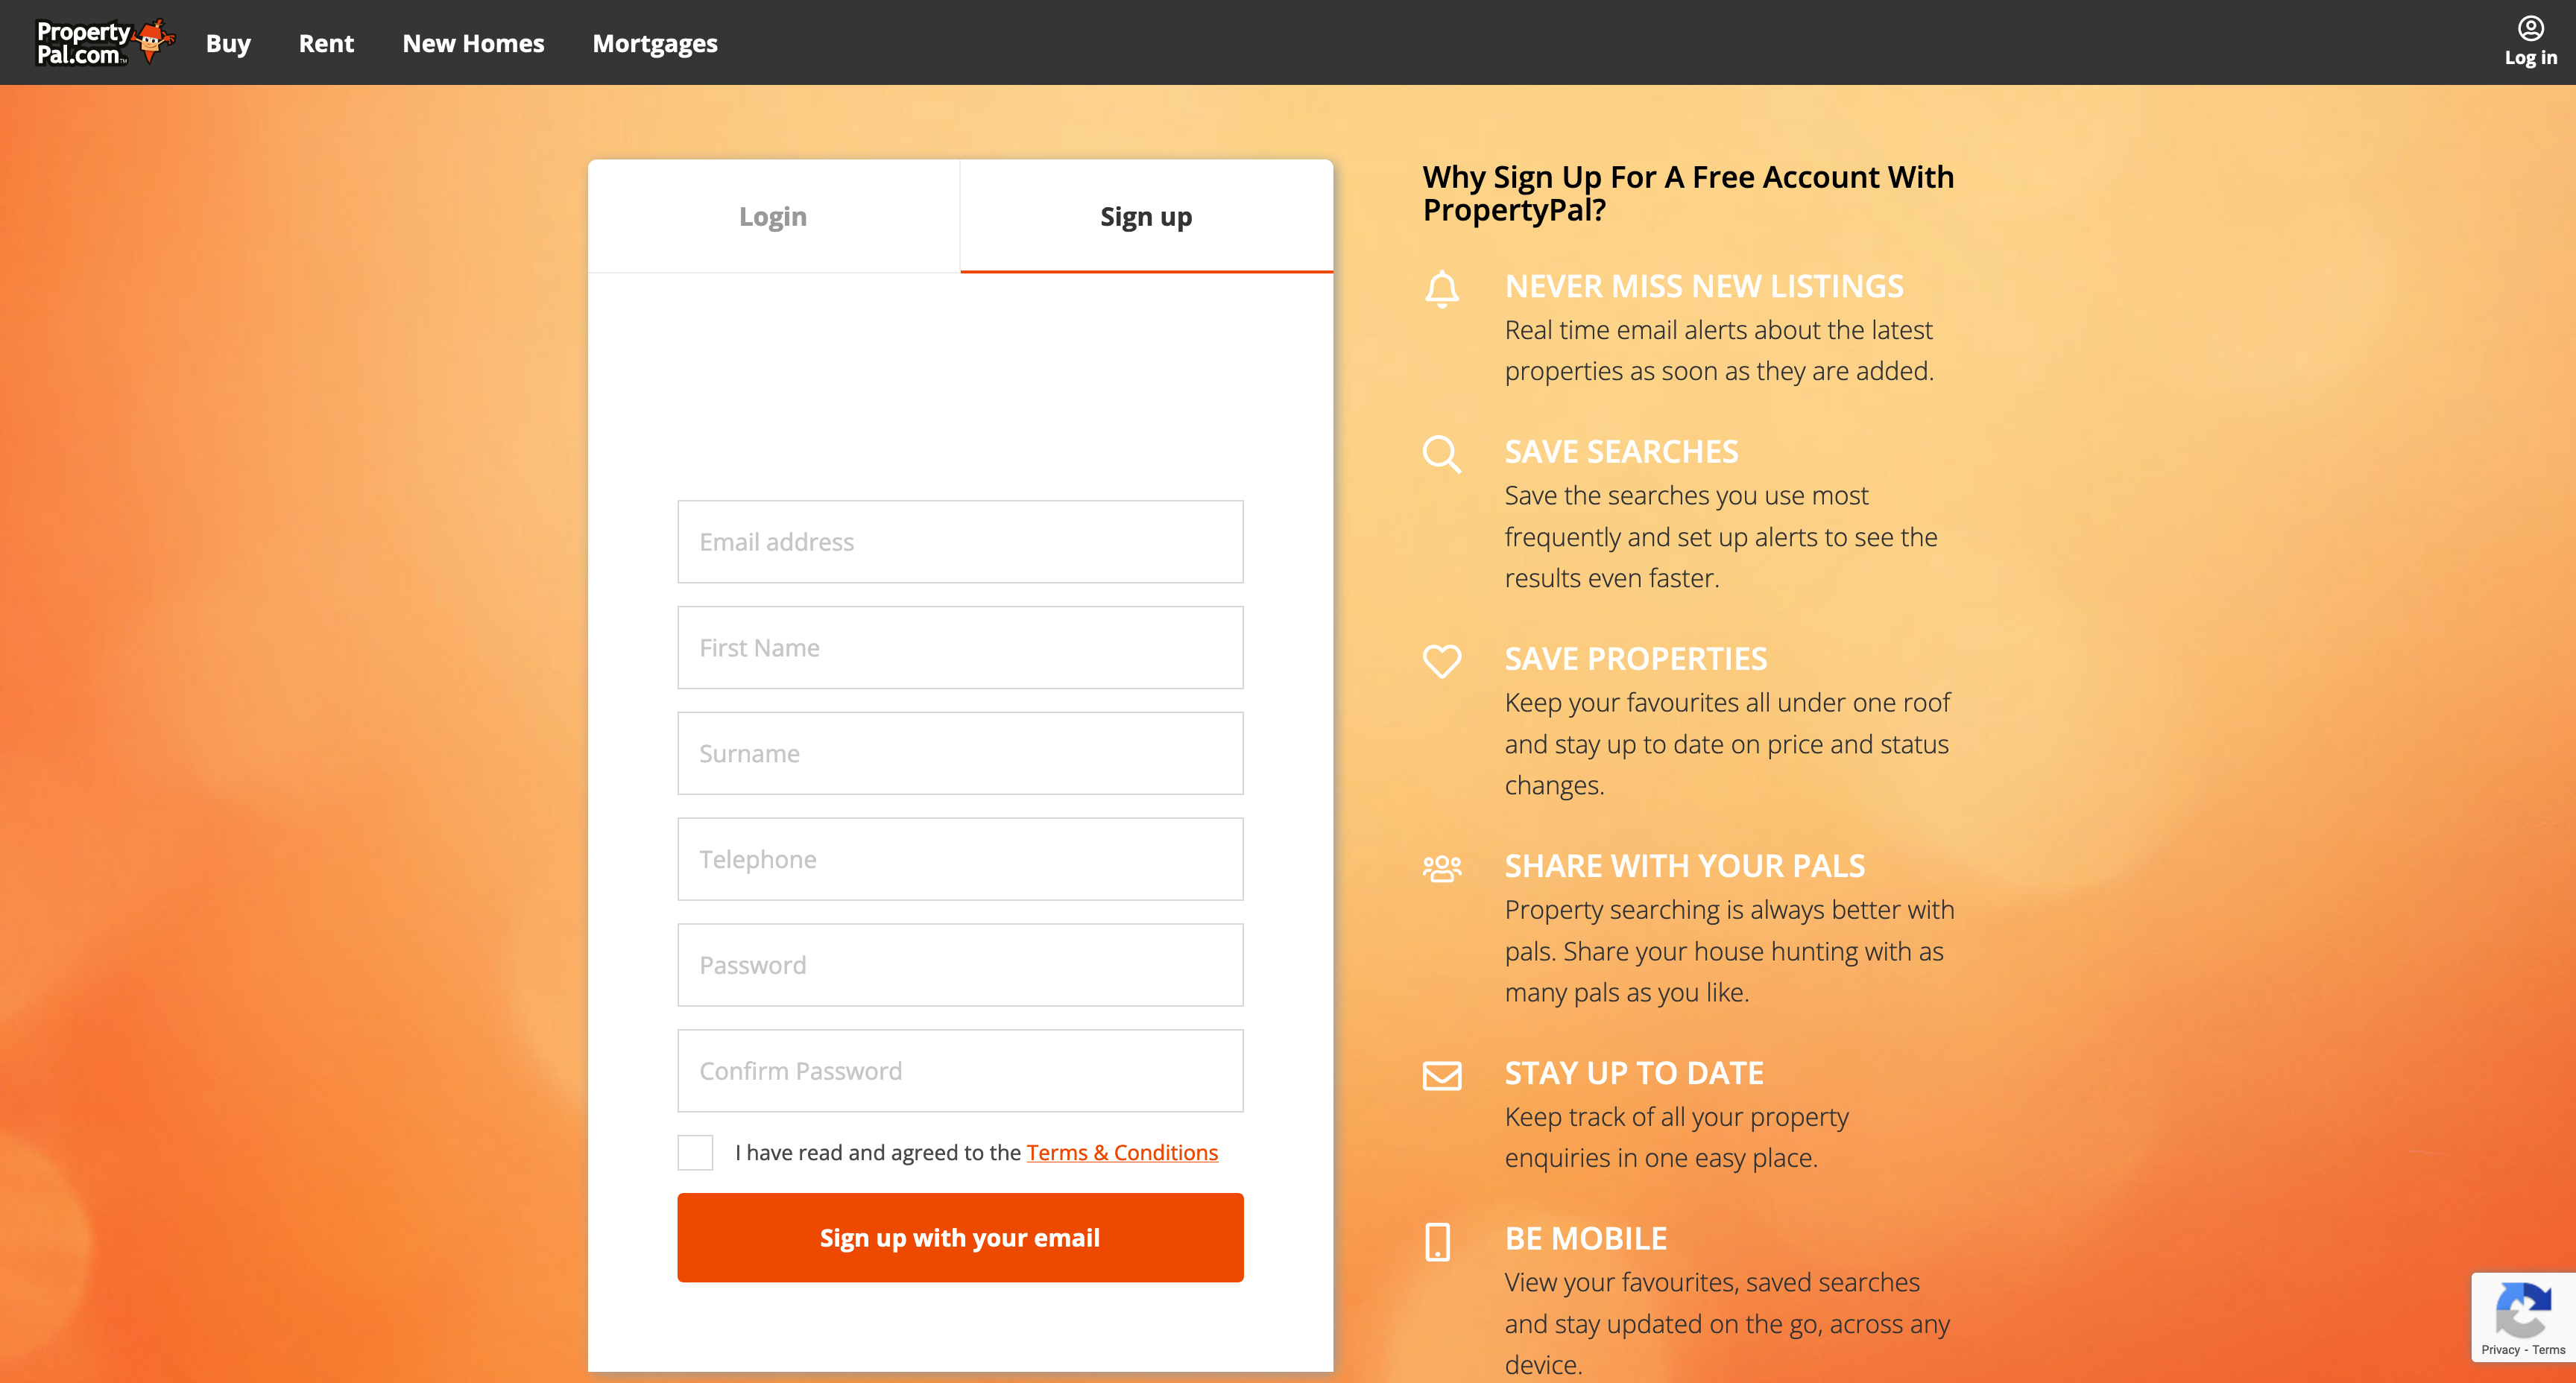 Property
Pal.com™
Buy
Rent
New Homes
Mortgages
Log in
Login
Sign up
Email address
First Name
Surname
Telephone
Password
Confirm Password
I have read and agreed to the Terms & Conditions
Sign up with your email
Why Sign Up For A Free Account With
PropertyPal?
NEVER MISS NEW LISTINGS
Real time email alerts about the latest
properties as soon as they are added.
SAVE SEARCHES
Save the searches you use most
frequently and set up alerts to see the
results even faster.
SAVE PROPERTIES
Keep your favourites all under one roof
and stay up to date on price and status
changes.
SHARE WITH YOUR PALS
Property searching is always better with
pals. Share your house hunting with as
many pals as you like.
STAY UP TO DATE
Keep track of all your property
enquiries in one easy place.
BE MOBILE
View your favourites, saved searches
and stay updated on the go, across any
device.
Privacy - Terms